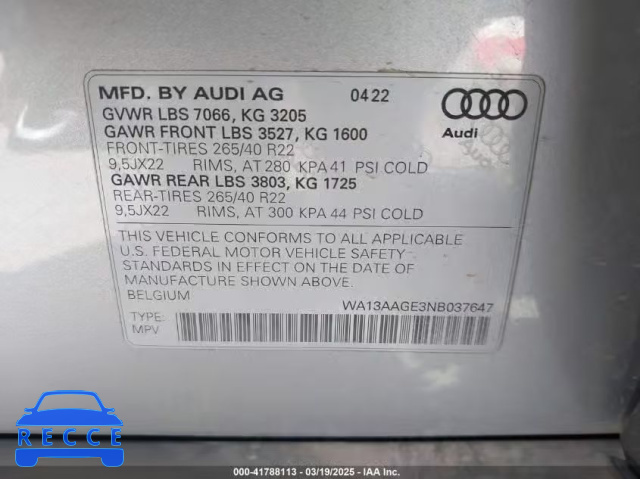 MFD. BY AUDI AG 04 22
GVWR LBS 7066, KG 3205
GAWR FRONT LBS 3527, KG 1600
Audi
FRONT-TIRES 265/40 R22
9,5JX22 RIMS, AT 280 KPA 41 PSI COLD
GAWR REAR LBS 3803, KG 1725
REAR-TIRES 265/40 R22
9,5JX22 RIMS, AT 300 KPA 44 PSI COLD
THIS VEHICLE CONFORMS TO ALL APPLICABLE
U.S. FEDERAL MOTOR VEHICLE SAFETY
STANDARDS IN EFFECT ON THE DATE OF
MANUFACTURE SHOWN ABOVE.
BELGIUM
WA13AAGE3NB037647
TYPE:
MPV
RECCE
000-41788113 - 03/19/2025 - IAA Inc.